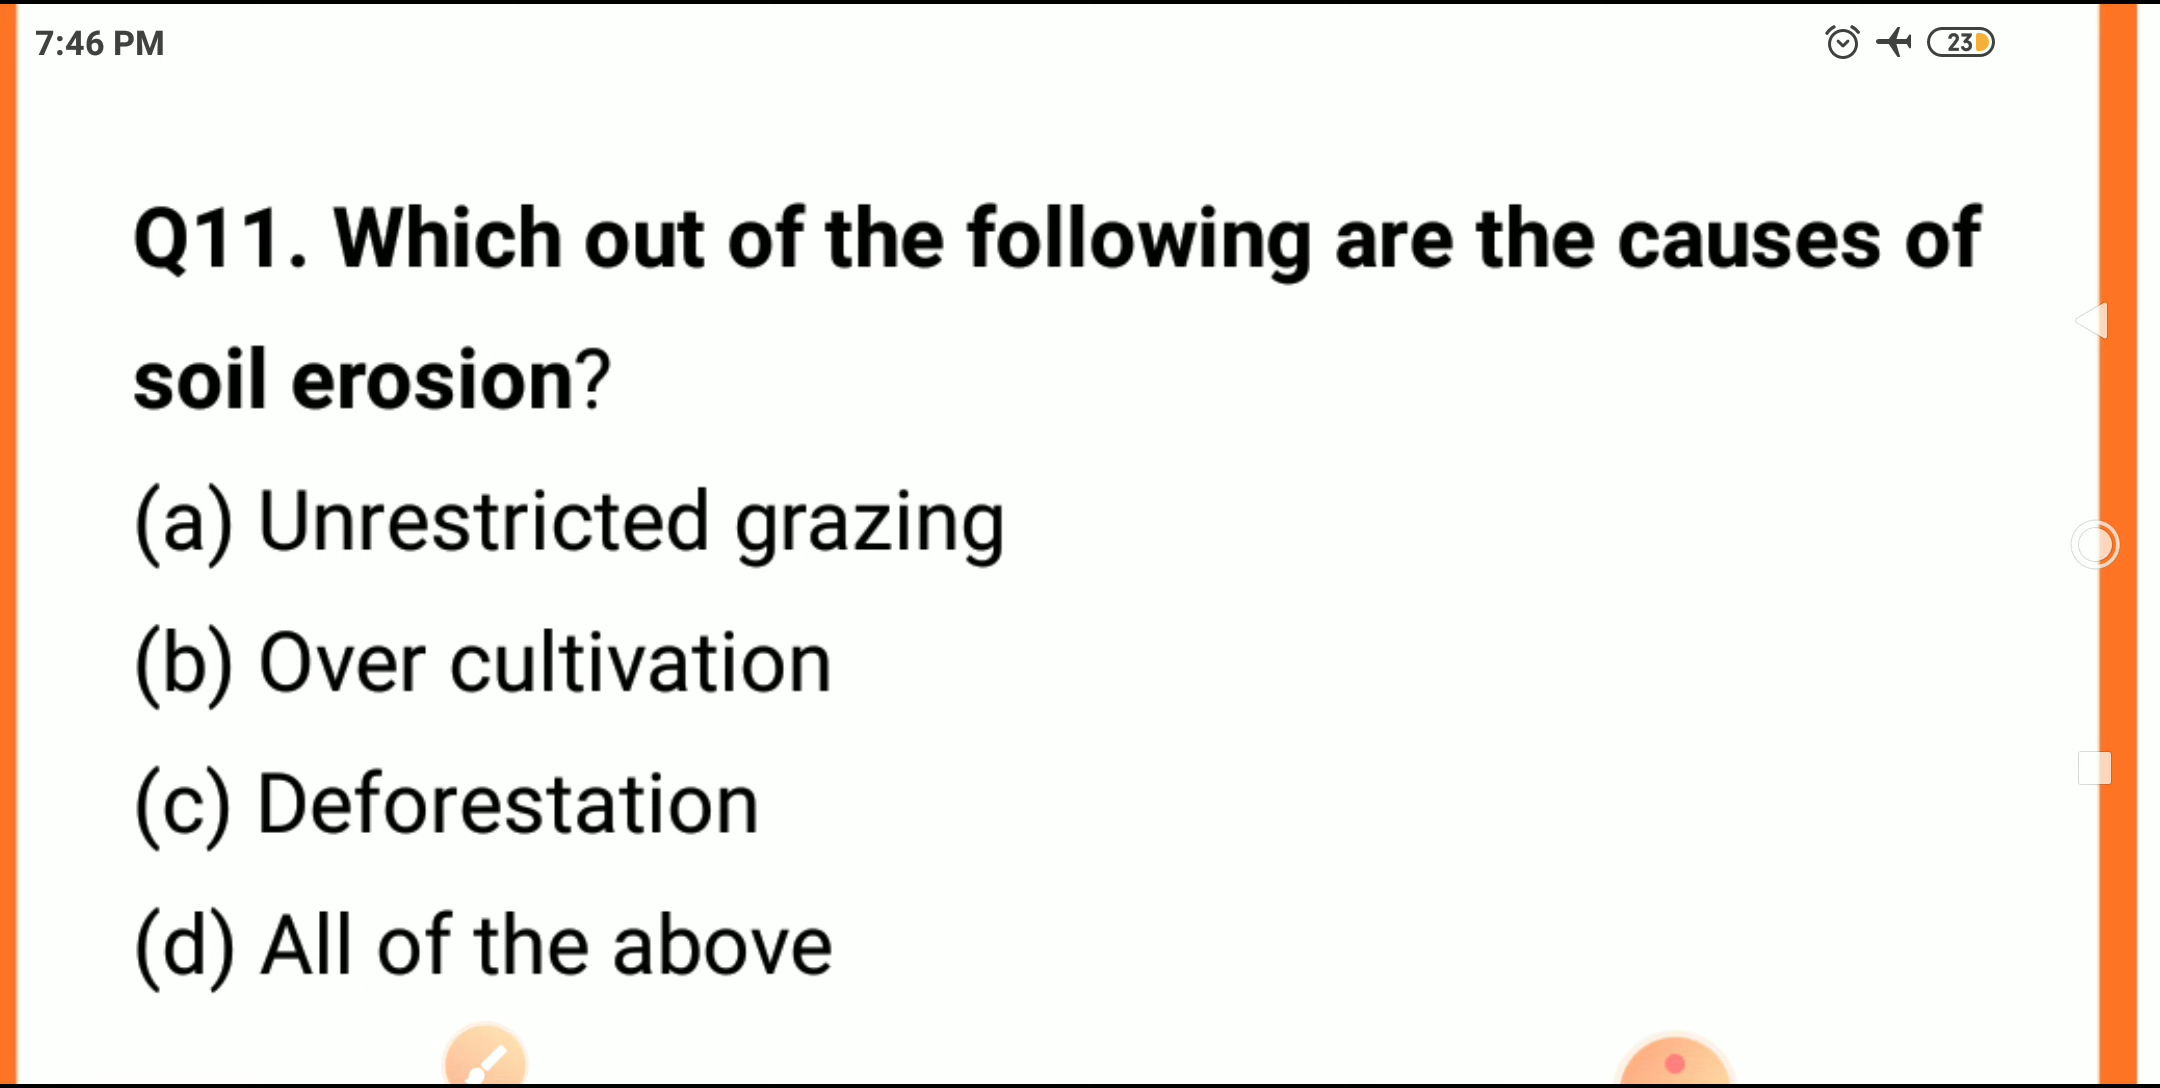 7:46 PM 23
Q11. Which out of the following are the causes of
soil erosion?
(a) Unrestricted grazing
(b) Over cultivation
(c) Deforestation
(d) All of the above